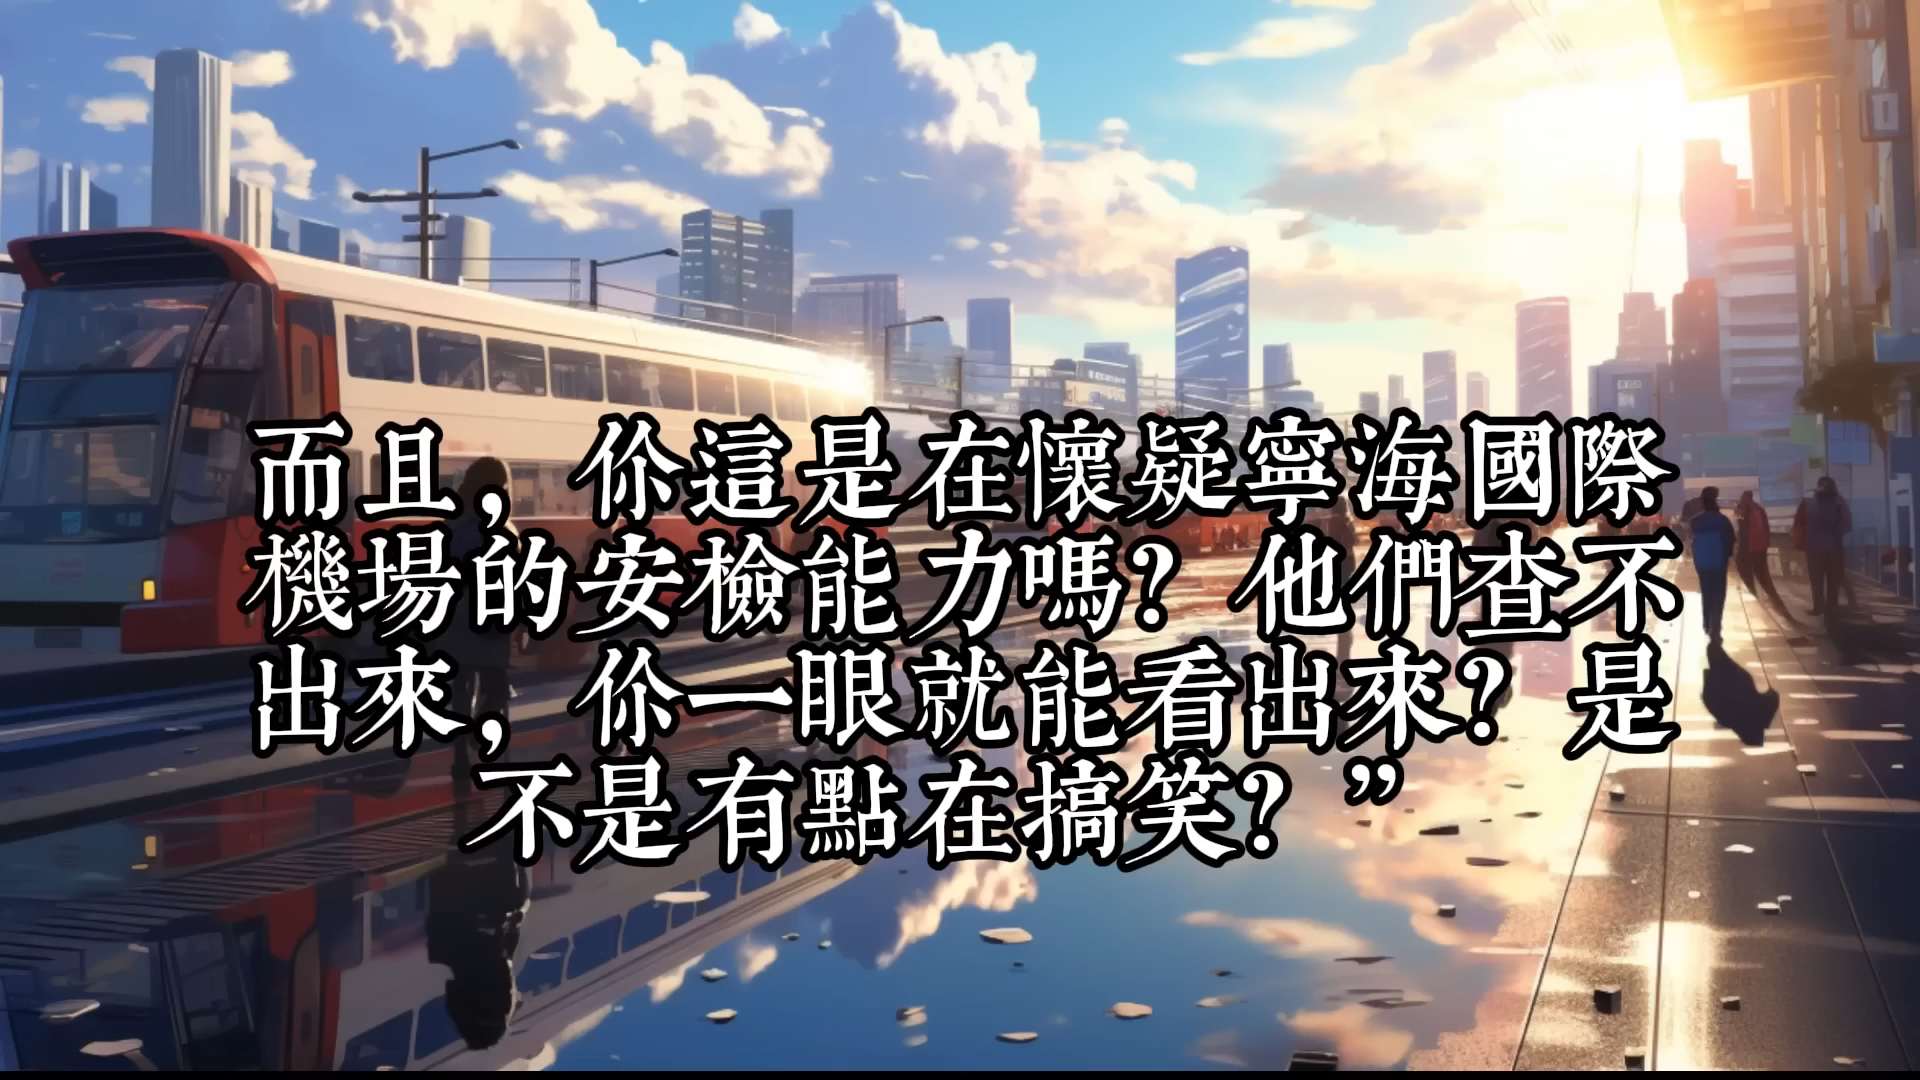 而且，你這是在懷疑寧海國際
機場的安檢能力嗎？他們查不
出來，你一眼就能看出來？是
不是有點在搞笑？”